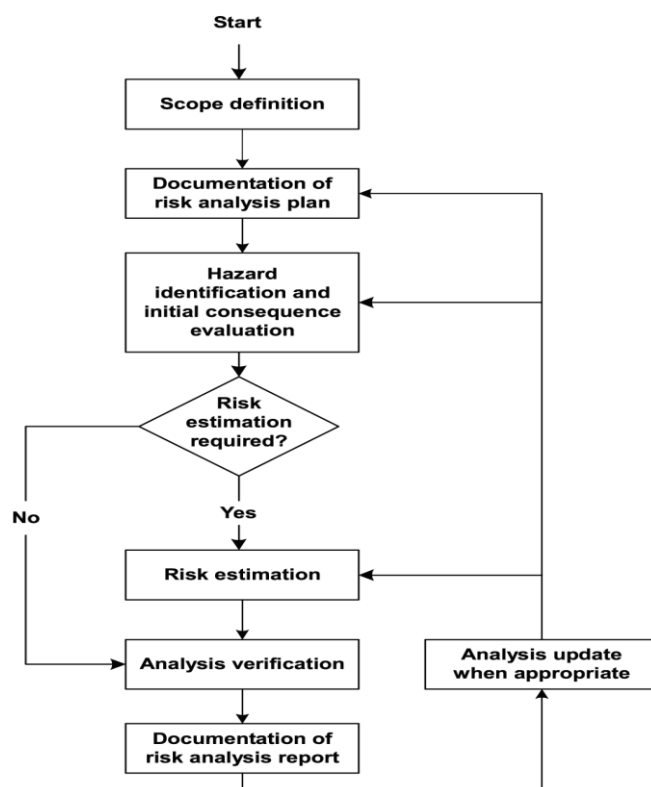 Start
Scope definition
Documentation of
risk analysis plan
Hazard
identification and
initial consequence
evaluation
Risk
estimation
required?
No
Yes
Risk estimation
Analysis verification
Analysis update
when appropriate
Documentation of
risk analysis report